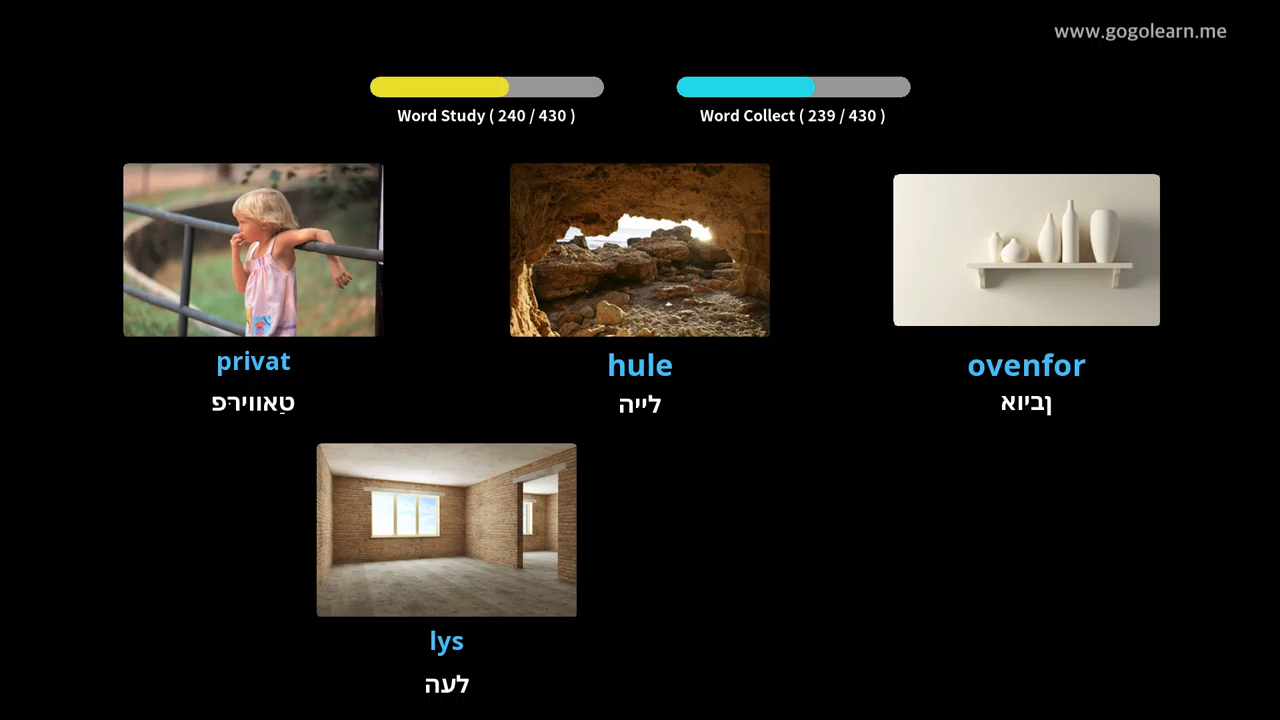 www.gogolearn.me
Word Study ( 240 / 430 )
Word Collect ( 239 / 430 )
privat
טַאווירּפ
hule
לייה
ovenfor
ןביוא
lys
לעה